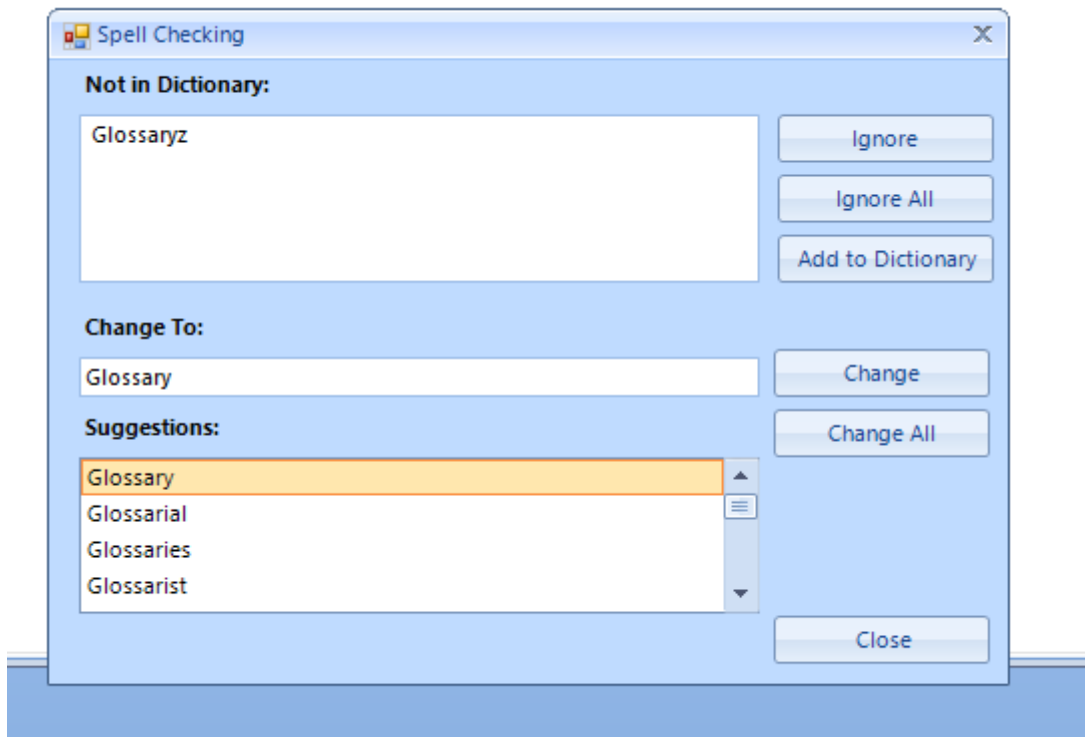 Spell Checking
Not in Dictionary:
Glossaryz
Ignore
Ignore All
Add to Dictionary
Change To:
Glossary
Change
Change All
Suggestions:
Glossary
Glossarial
Glossaries
Glossarist
Close